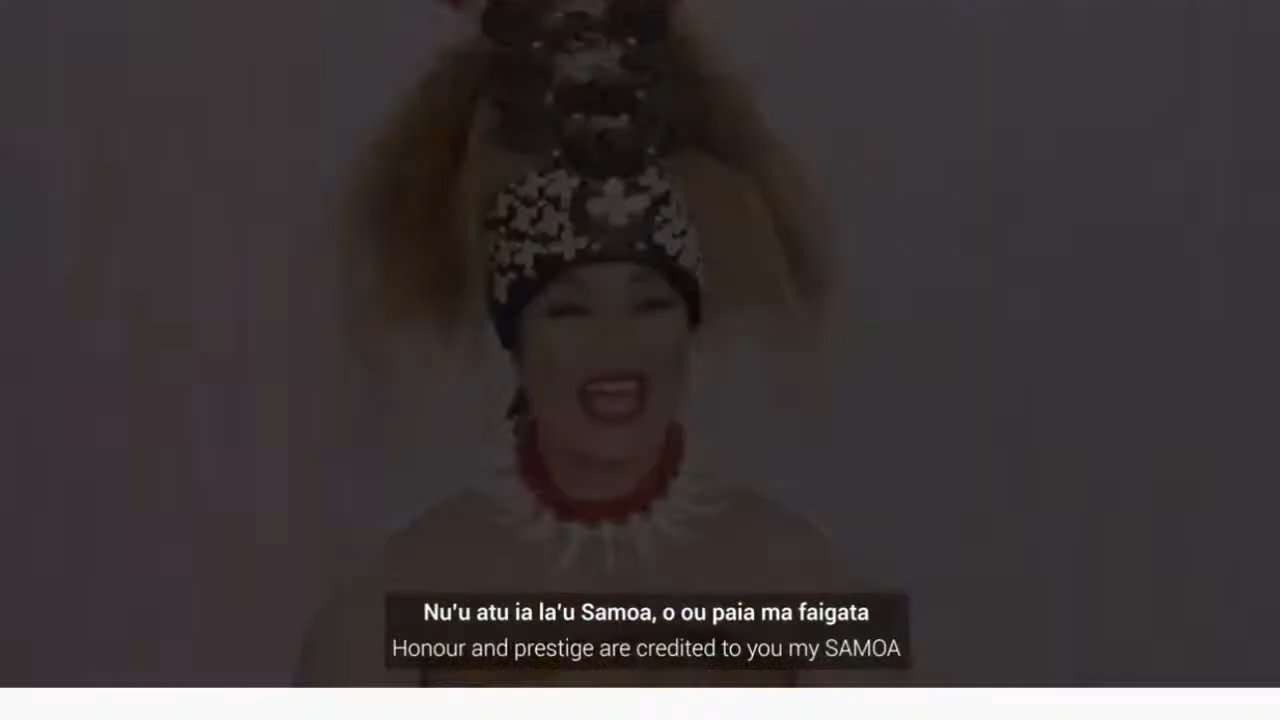 Nu'u atu ia la'u Samoa, o ou paia ma faigata
Honour and prestige are credited to you my SAMOA